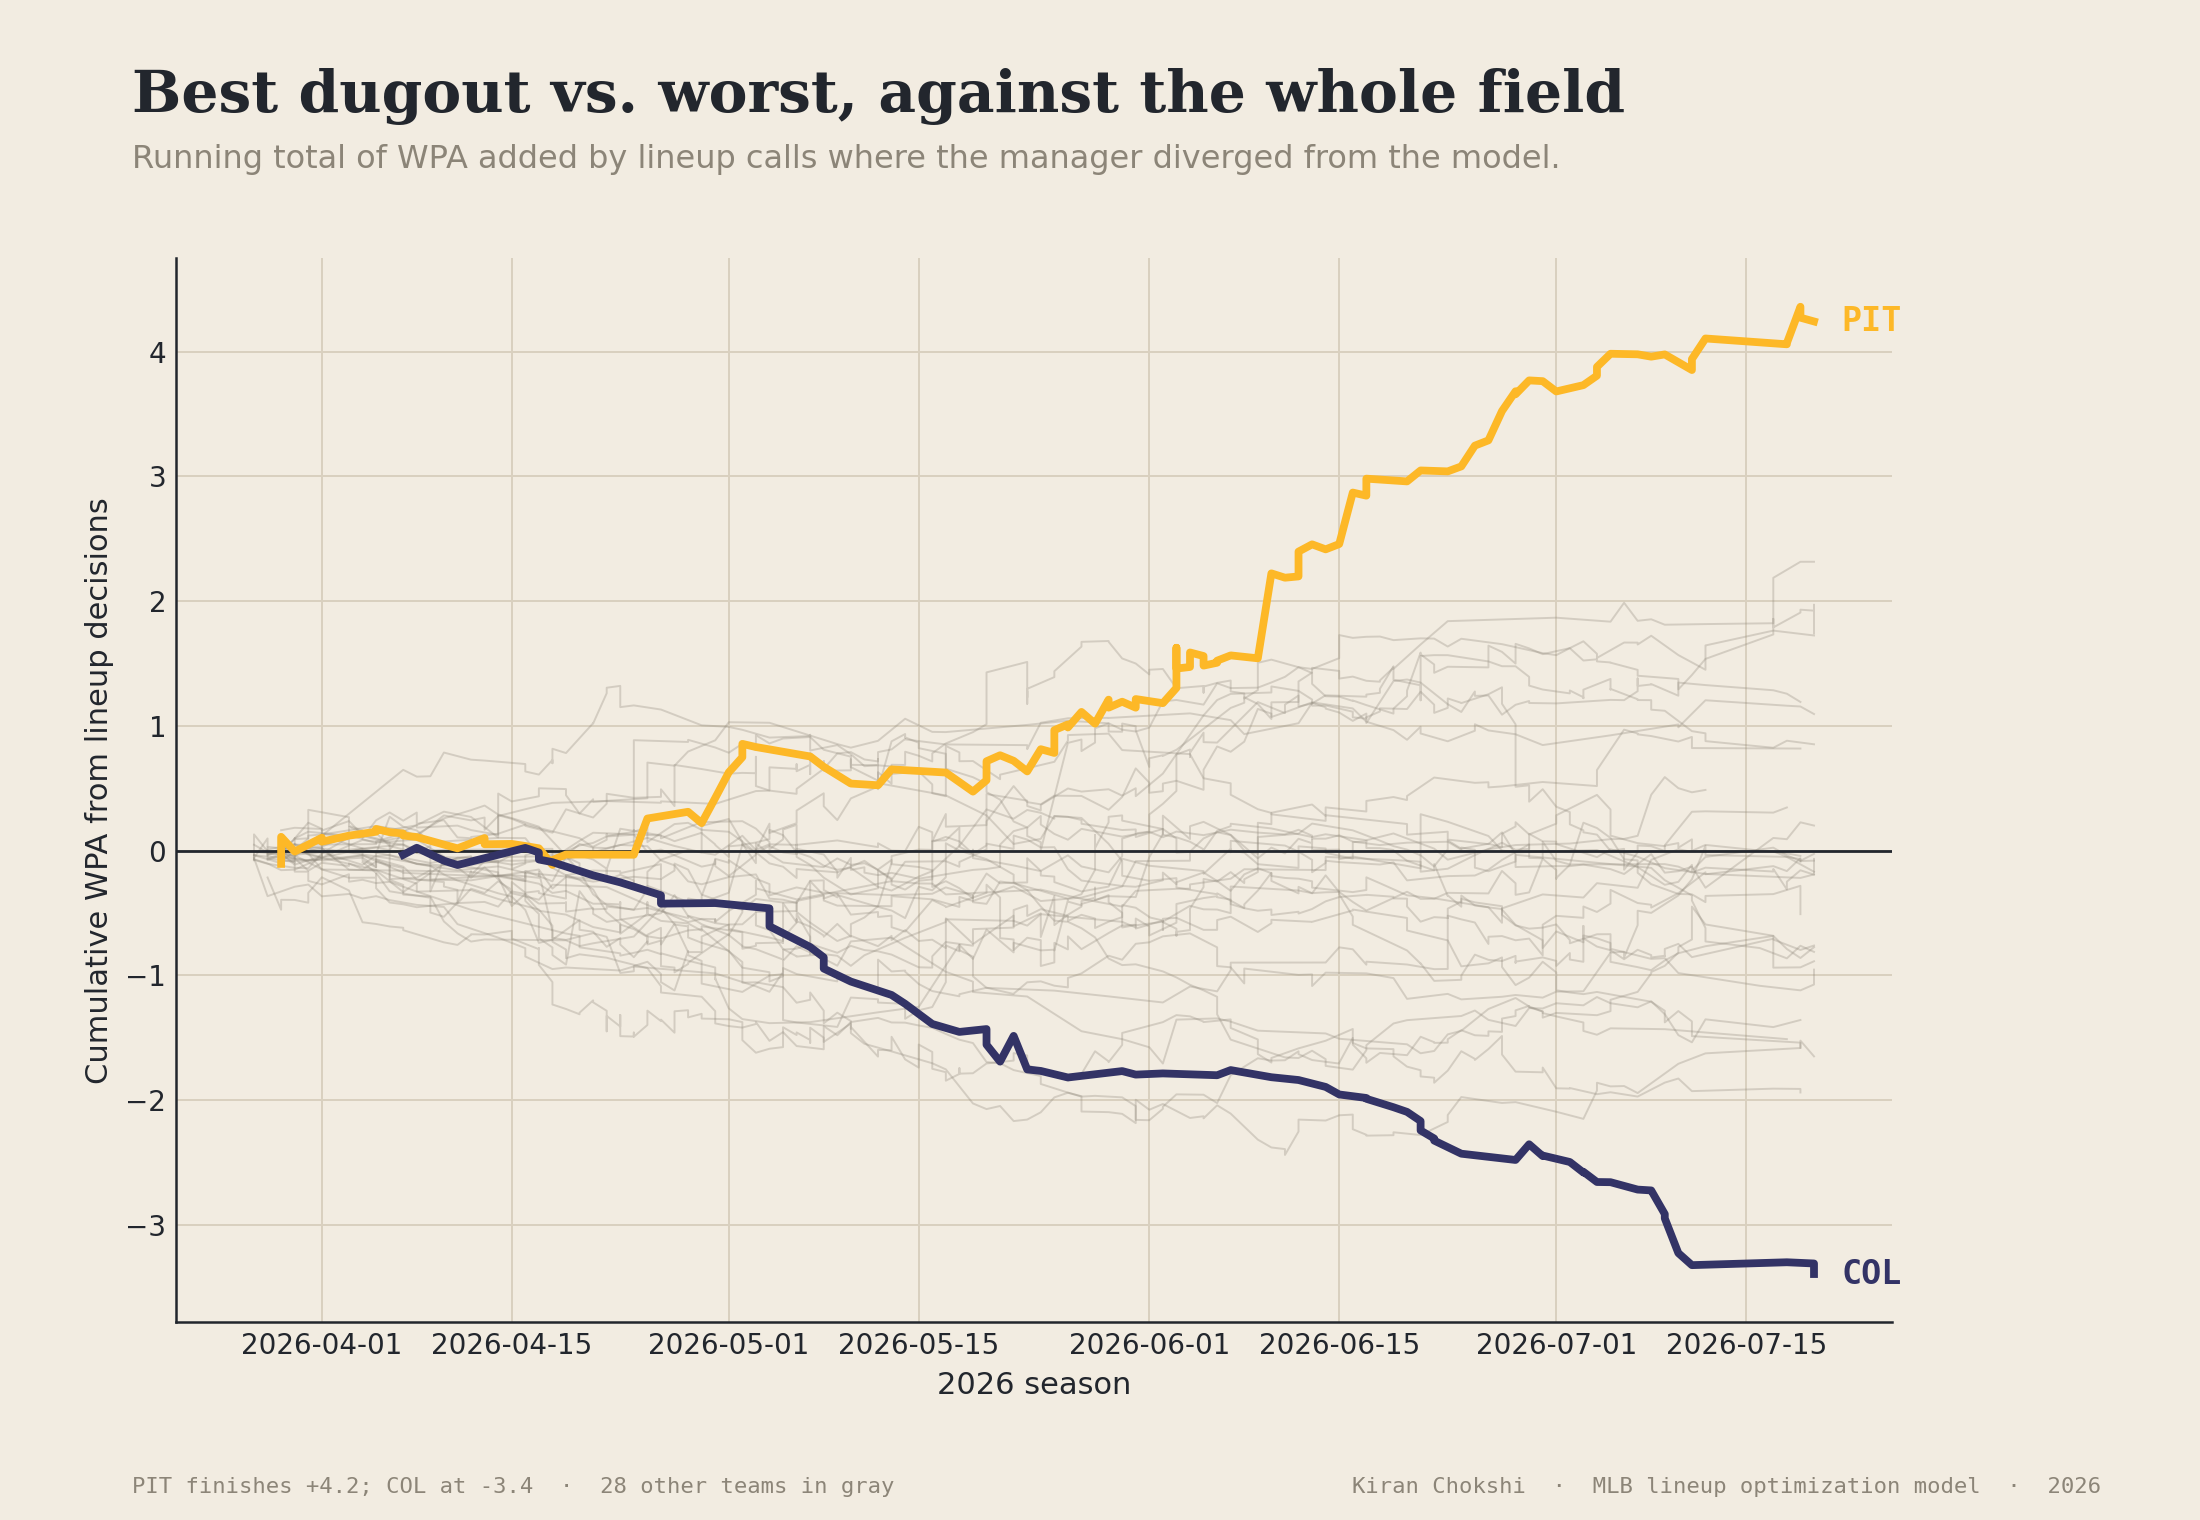 Best dugout vs. worst, against the whole field
Running total of WPA added by lineup calls where the manager diverged from the model.
Cumulative WPA from lineup decisions
4
3
2
1
0
−1
−2
−3
PIT
COL
2026-04-01 2026-04-15 2026-05-01 2026-05-15 2026-06-01 2026-06-15 2026-07-01 2026-07-15
2026 season
PIT finishes +4.2; COL at -3.4 · 28 other teams in gray
Kiran Chokshi · MLB lineup optimization model · 2026